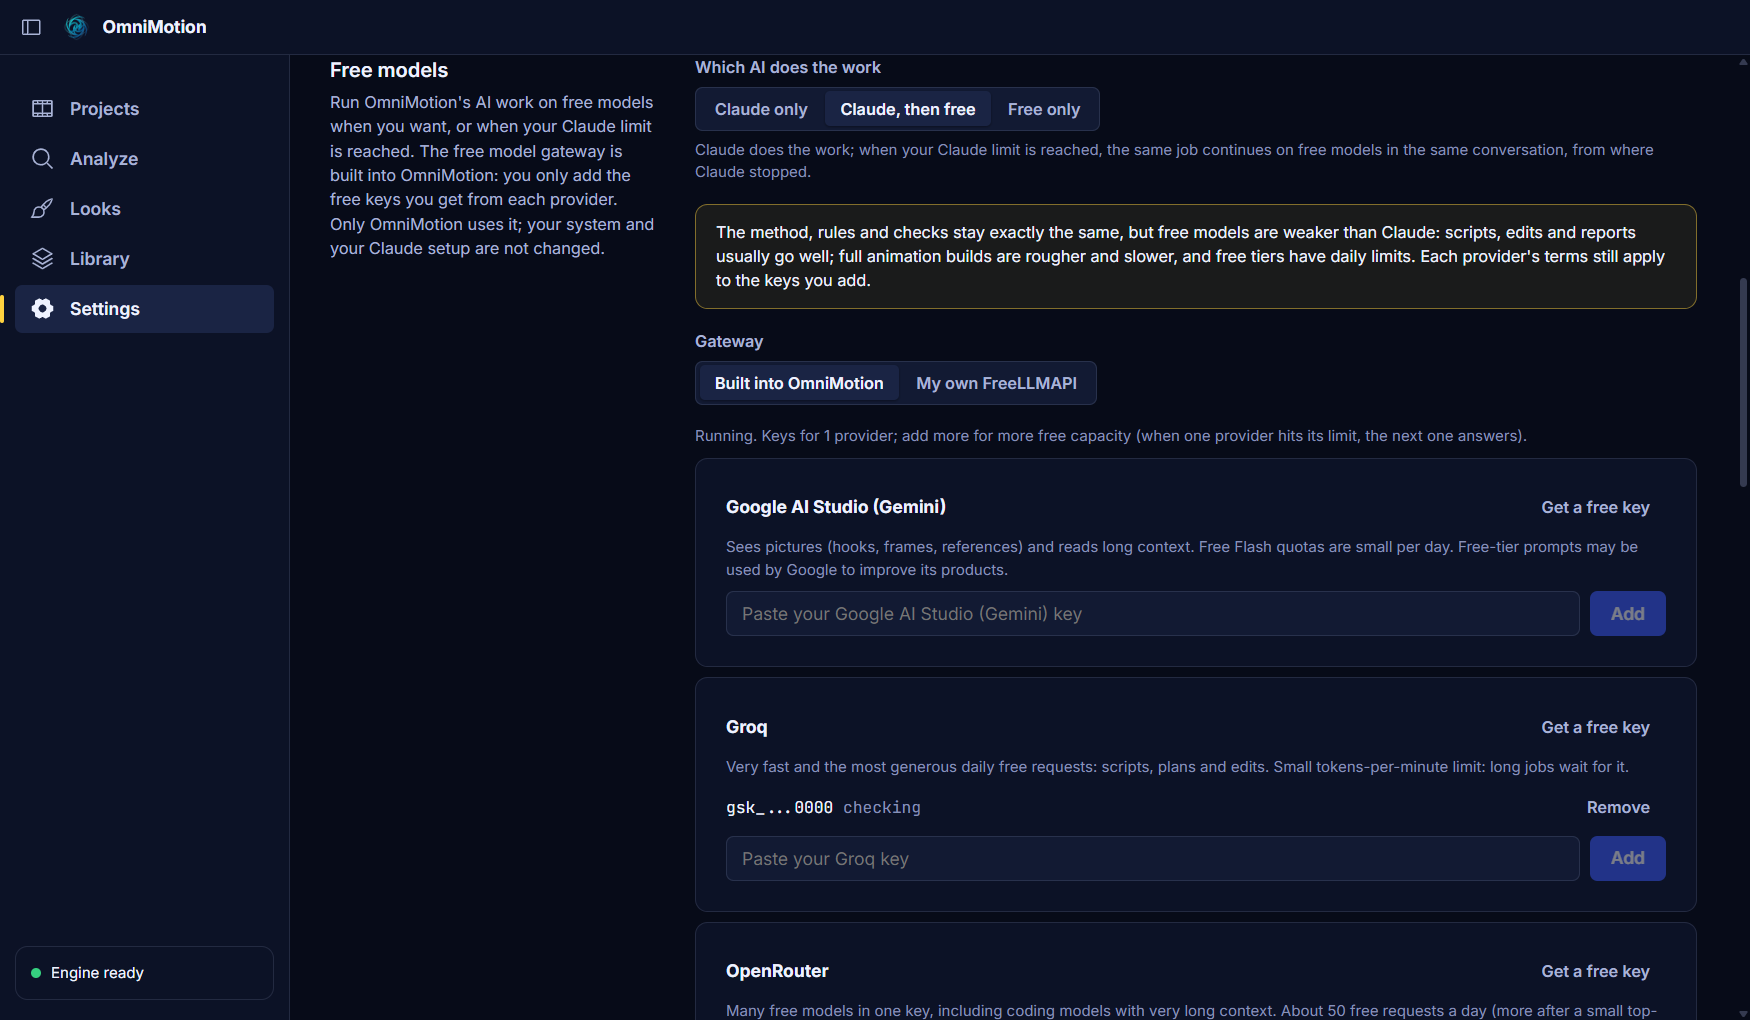 OmniMotion
Projects
Analyze
Looks
Library
Settings
Engine ready
Free models
Run OmniMotion's AI work on free models
when you want, or when your Claude limit
is reached. The free model gateway is
built into OmniMotion: you only add the
free keys you get from each provider.
Only OmniMotion uses it; your system and
your Claude setup are not changed.
Which AI does the work
Claude only
Claude, then free
Free only
Claude does the work; when your Claude limit is reached, the same job continues on free models in the same conversation, from where
Claude stopped.
The method, rules and checks stay exactly the same, but free models are weaker than Claude: scripts, edits and reports
usually go well; full animation builds are rougher and slower, and free tiers have daily limits. Each provider's terms still apply
to the keys you add.
Gateway
Built into OmniMotion
My own FreeLLMAPI
Running. Keys for 1 provider; add more for more free capacity (when one provider hits its limit, the next one answers).
Google AI Studio (Gemini)
Get a free key
Sees pictures (hooks, frames, references) and reads long context. Free Flash quotas are small per day. Free-tier prompts may be
used by Google to improve its products.
Paste your Google AI Studio (Gemini) key
Add
Groq
Get a free key
Very fast and the most generous daily free requests: scripts, plans and edits. Small tokens-per-minute limit: long jobs wait for it.
gsk_...0000 checking
Remove
Paste your Groq key
Add
OpenRouter
Get a free key
Many free models in one key, including coding models with very long context. About 50 free requests a day (more after a small top-